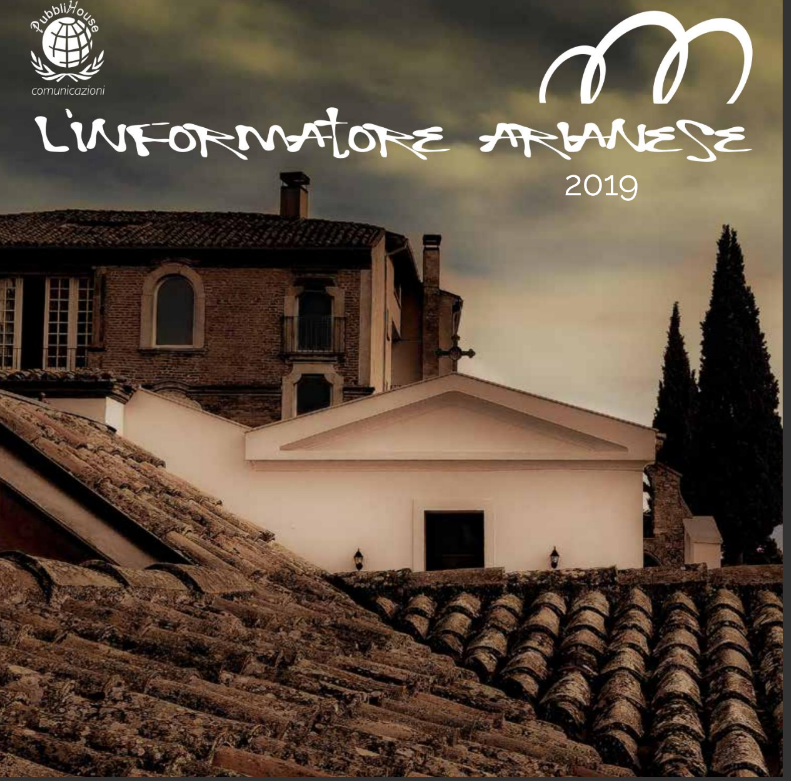 PubbliHouse
comunicazioni
L'INFORMATORE ARIANESE
2019